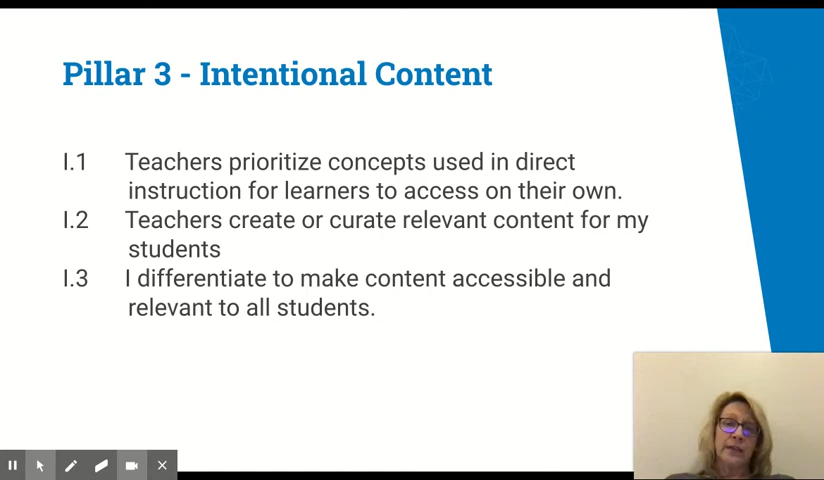 Pillar 3 - Intentional Content
I.1 Teachers prioritize concepts used in direct
instruction for learners to access on their own.
I.2 Teachers create or curate relevant content for my
students
I.3 I differentiate to make content accessible and
relevant to all students.